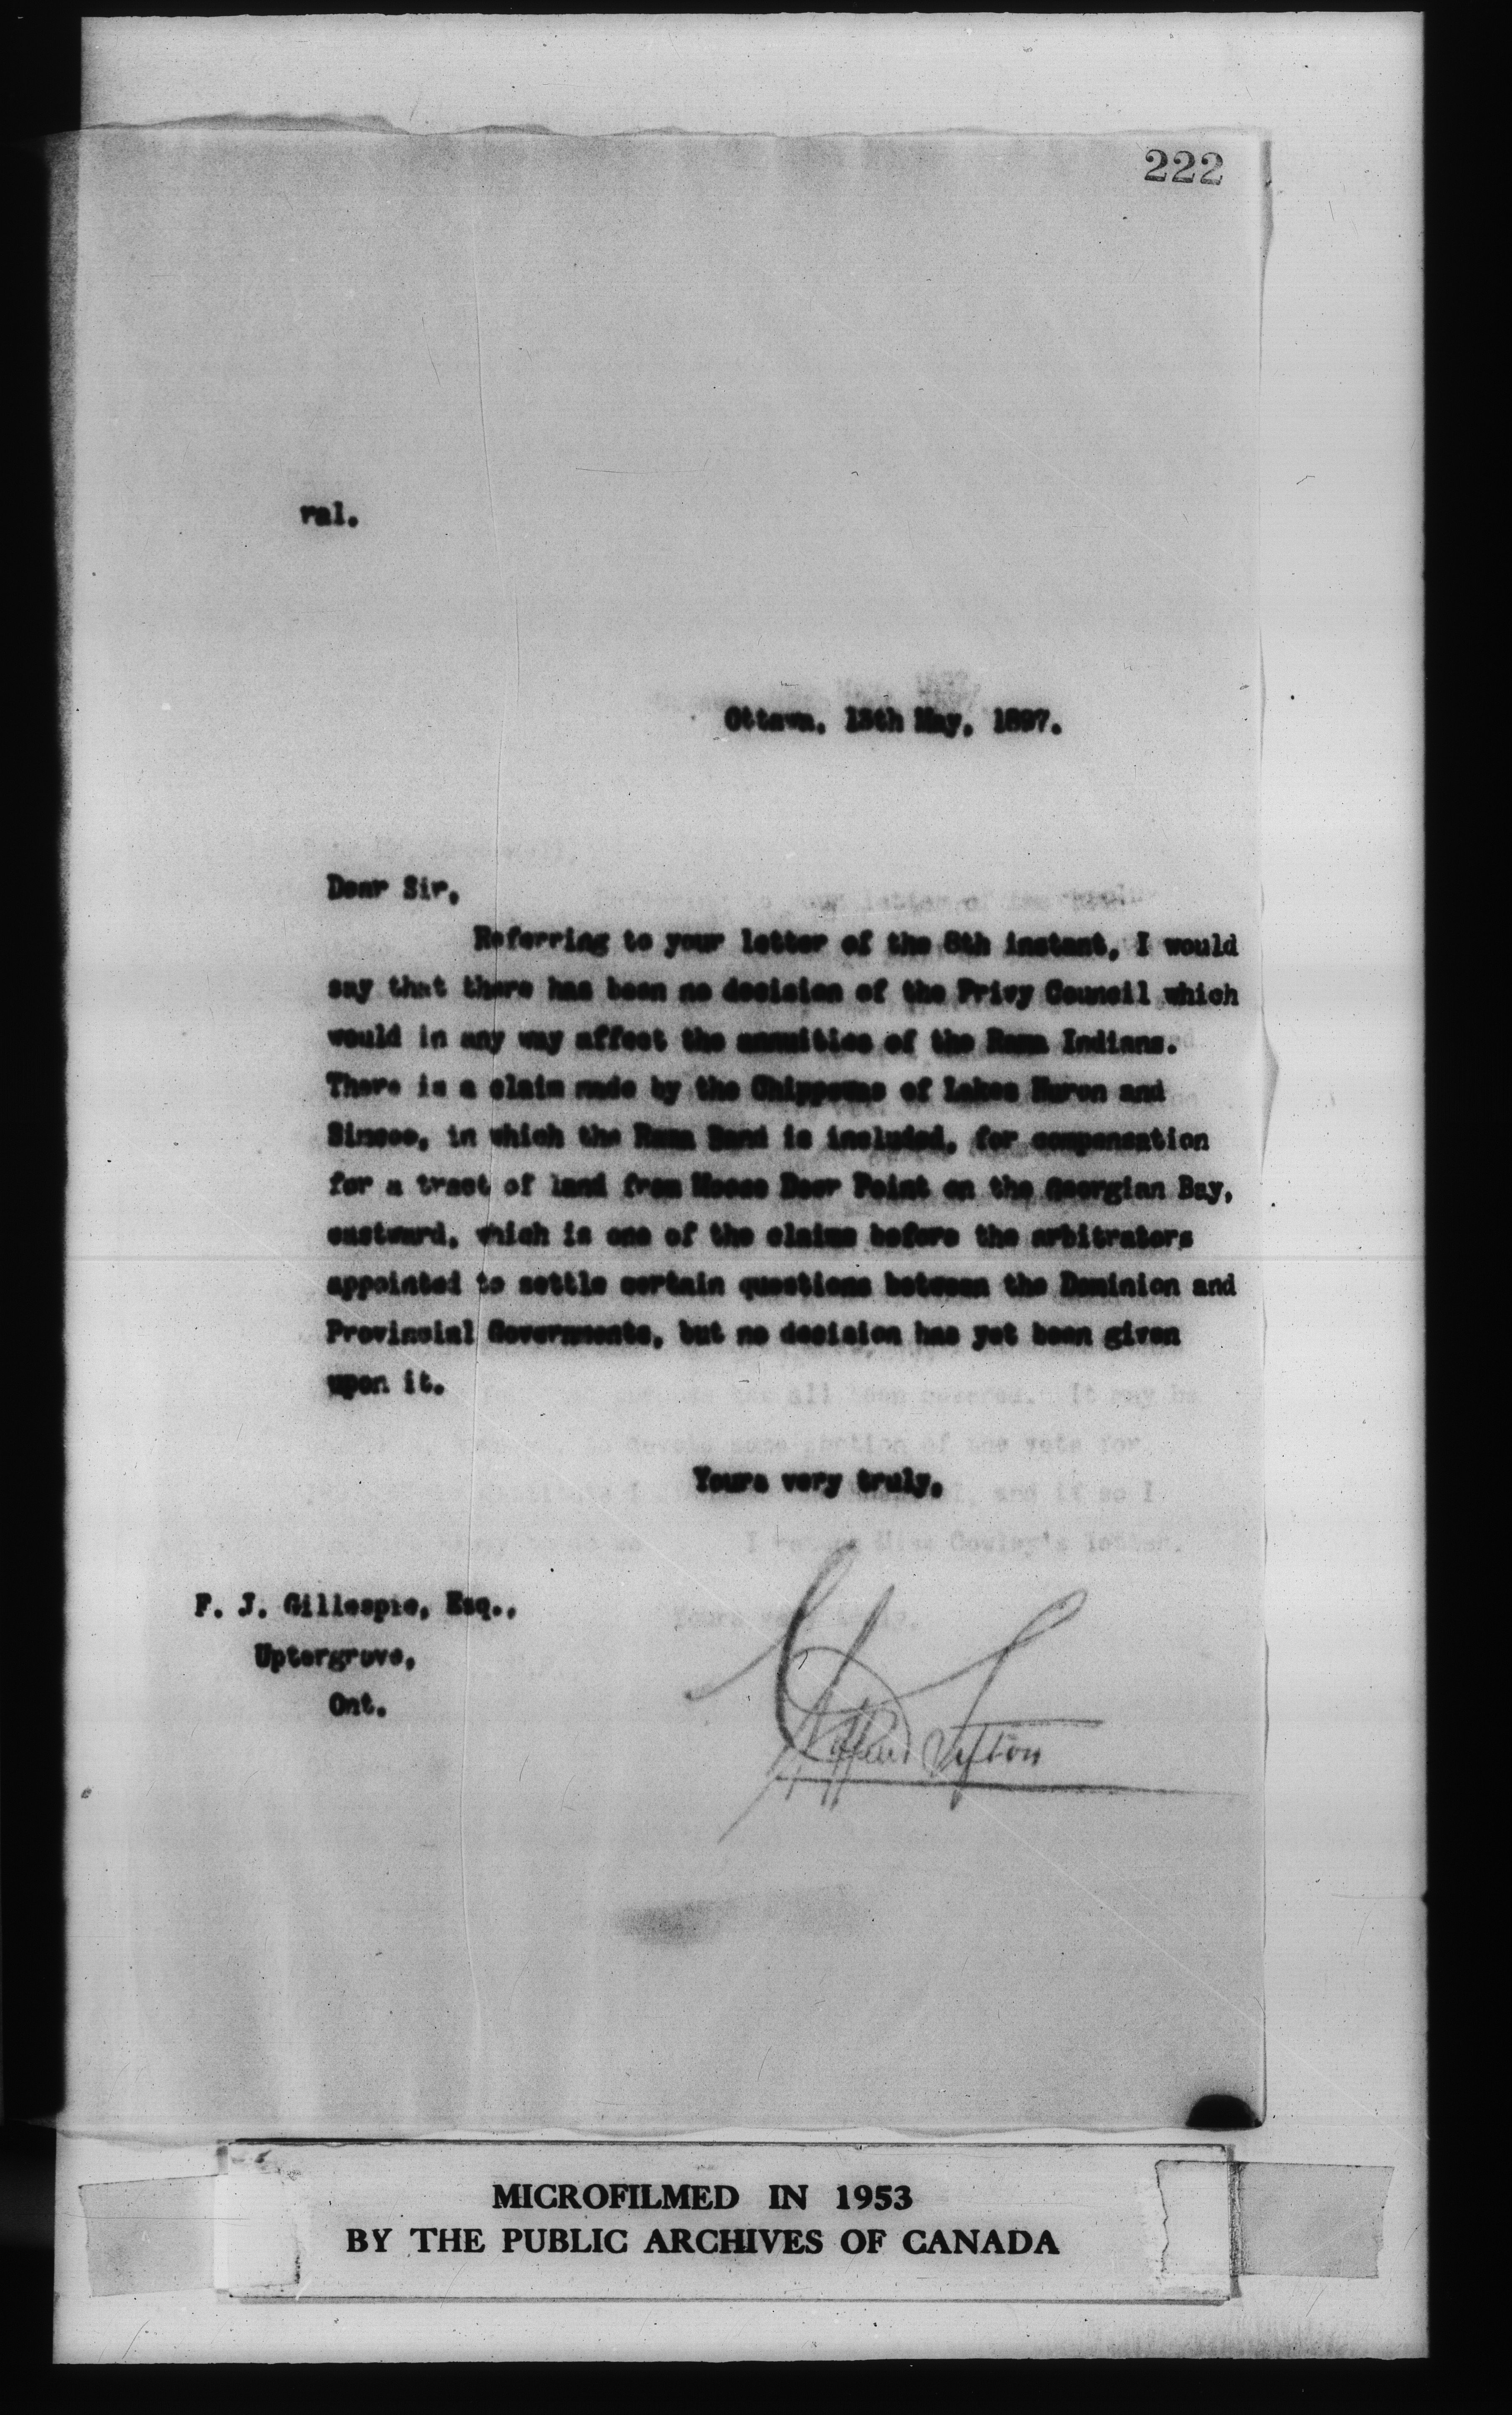 222
Ottawa, 13th May, 1897.
Dear Sir,
Referring to your letter of the 8th instant, I would
say that there has been no decision of the Privy Council which
would in any way affect the annuities of the Rama Indians.
There is a claim made by the Chippewas of Lakes Huron and
Simcoe, in which the Rama Band is included, for compensation
for a tract of land from Moose Deer Point on the Georgian Bay,
eastward, which is one of the claims before the arbitrators
appointed to settle certain questions between the Dominion and
Provincial Governments, but no decision has yet been given
upon it.
Yours very truly,
F. J. Gillespie, Esq.,
Uptergrove,
Ont.
Clifford Sifton
MICROFILMED IN 1953
BY THE PUBLIC ARCHIVES OF CANADA